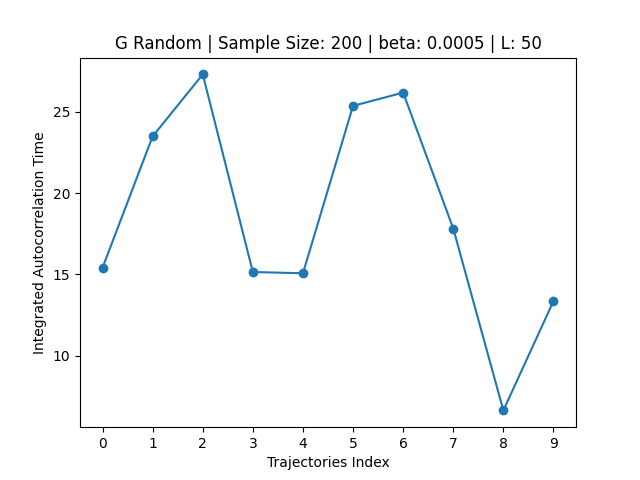 G Random | Sample Size: 200 | beta: 0.0005 | L: 50
Integrated Autocorrelation Time
25
20
15
10
0 1 2 3 4 5 6 7 8 9
Trajectories Index